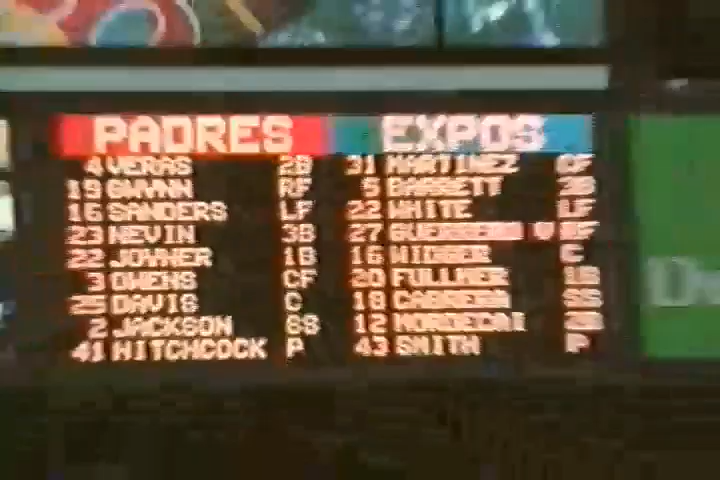 PADRES EXPOS
4 VERAS 2B 31 MARTINEZ CF
19 GWYNN RF 5 BARRETT 3B
16 SANDERS LF 22 WHITE LF
23 NEVIN 3B 27 GUERRERO V RF
22 JOYNER 1B 16 WIDGER C
3 OWENS CF 20 FULLMER 1B
25 DAVIS C 18 CABRERA SS
2 JACKSON SS 12 MORDECAI 2B
41 HITCHCOCK P 43 SMITH P